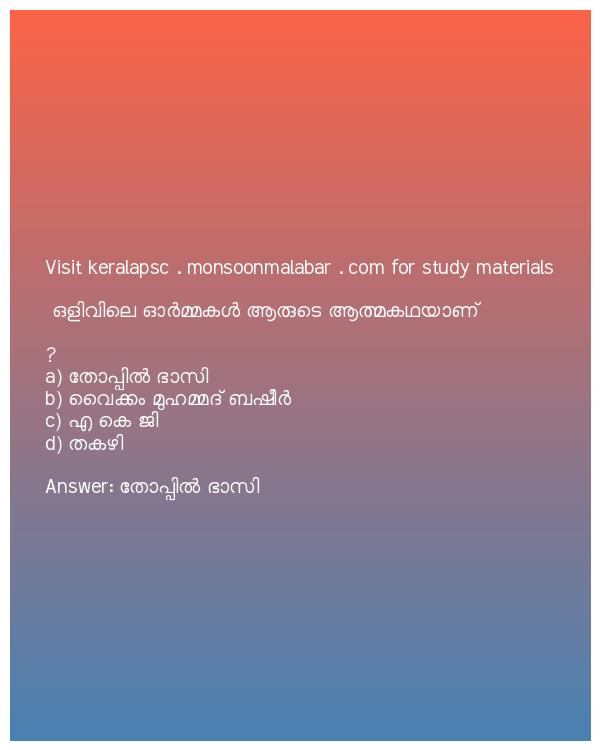 Visit keralapsc . monsoonmalabar . com for study materials
ഒളിവിലെ ഓർമ്മകൾ ആരുടെ ആത്മകഥയാണ്
?
a) തോപ്പിൽ ഭാസി
b) വൈക്കം മുഹമ്മദ് ബഷീർ
c) എ കെ ജി
d) തകഴി
Answer: തോപ്പിൽ ഭാസി